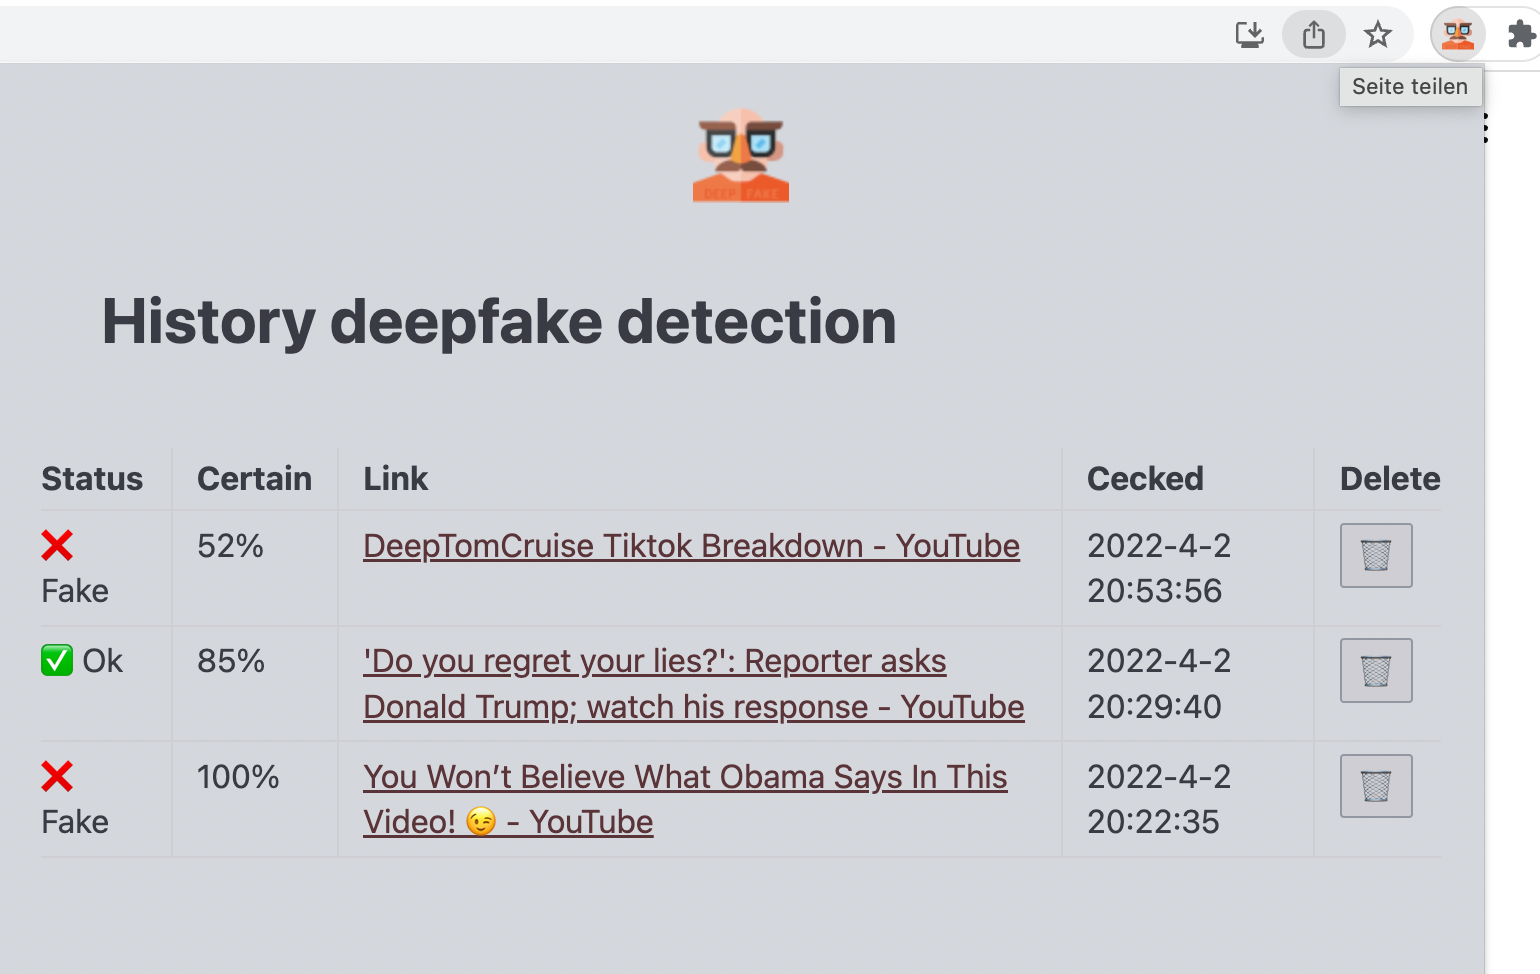 Seite teilen
DEEP FAKE
History deepfake detection
Status Certain Link Cecked Delete
❌ 52% DeepTomCruise Tiktok Breakdown - YouTube 2022-4-2
Fake 20:53:56
✅ Ok 85% 'Do you regret your lies?': Reporter asks 2022-4-2
Donald Trump; watch his response - YouTube 20:29:40
❌ 100% You Won’t Believe What Obama Says In This 2022-4-2
Fake Video! 😉 - YouTube 20:22:35